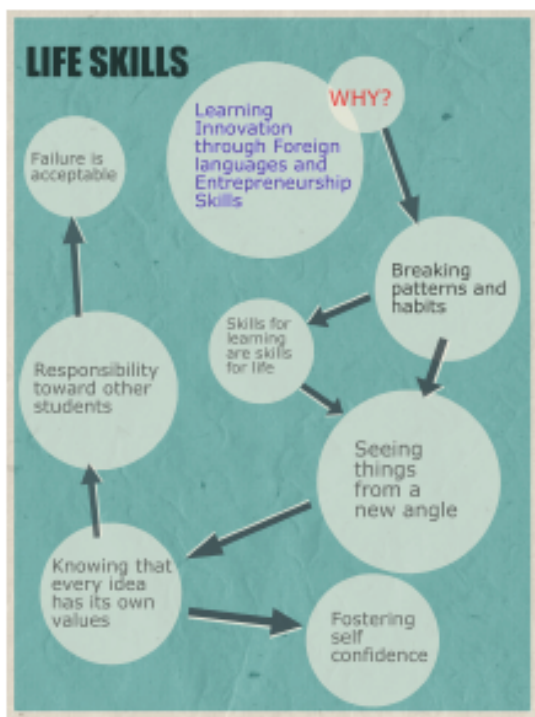 LIFE SKILLS
Learning
Innovation
through Foreign
languages and
Entrepreneurship
Skills
WHY?
Failure is
acceptable
Breaking
patterns and
habits
Skills for
learning
are skills
for life
Responsibility
toward other
students
Seeing
things
from a
new angle
Knowing that
every idea
has its own
values
Fostering
self
confidence